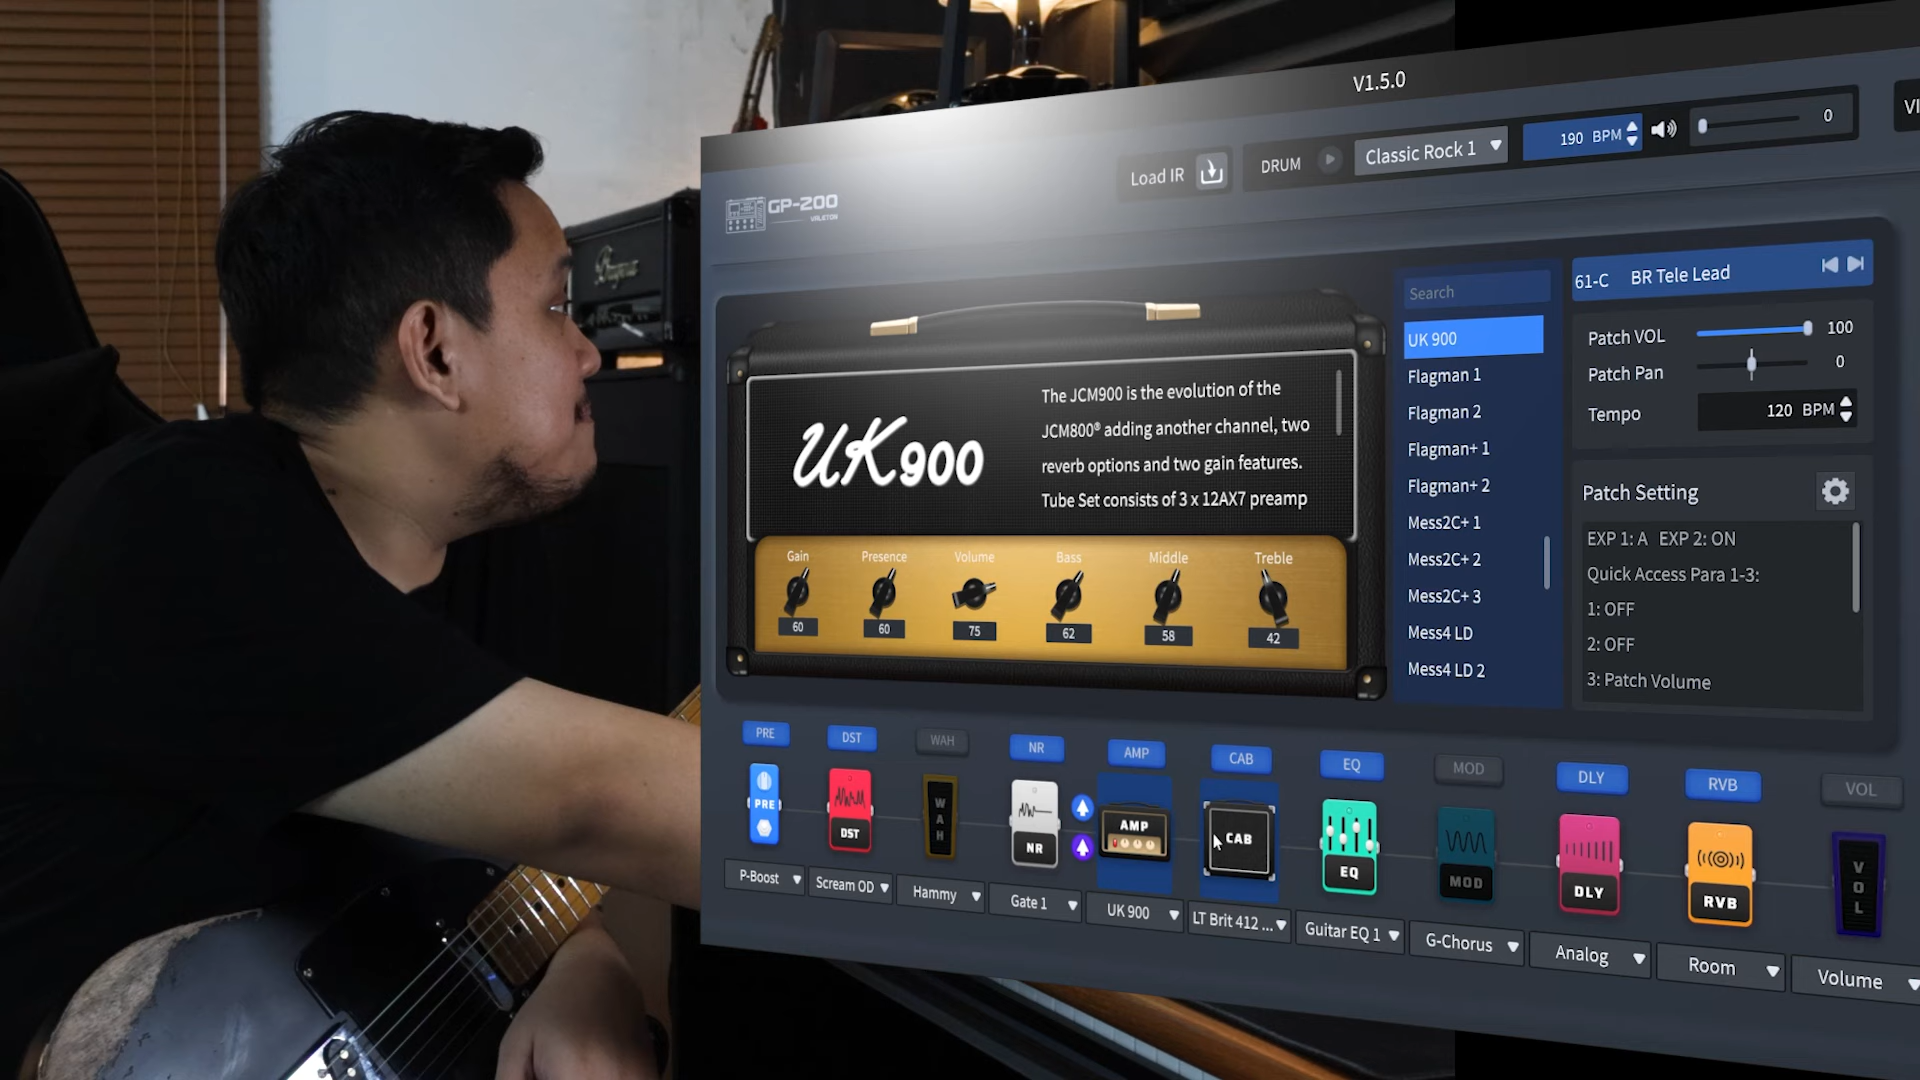 V1.5.0
GP-200
VALETON
Load IR
DRUM
Classic Rock 1
190 BPM
0
Search
UK 900
Flagman 1
Flagman 2
Flagman+ 1
Flagman+ 2
Mess2C+ 1
Mess2C+ 2
Mess2C+ 3
Mess4 LD
Mess4 LD 2
61-C BR Tele Lead
Patch VOL 100
Patch Pan 0
Tempo 120 BPM
Patch Setting
EXP 1: A EXP 2: ON
Quick Access Para 1-3:
1: OFF
2: OFF
3: Patch Volume
UK900
The JCM900 is the evolution of the
JCM800® adding another channel, two
reverb options and two gain features.
Tube Set consists of 3 x 12AX7 preamp
Gain Presence Volume Bass Middle Treble
60 60 75 62 58 42
PRE DST WAH NR AMP CAB EQ MOD DLY RVB VOL
PRE DST WAH NR AMP CAB EQ MOD DLY RVB VOL
P-Boost Scream OD Hammy Gate 1 UK 900 LT Brit 412 ... Guitar EQ 1 G-Chorus Analog Room Volume